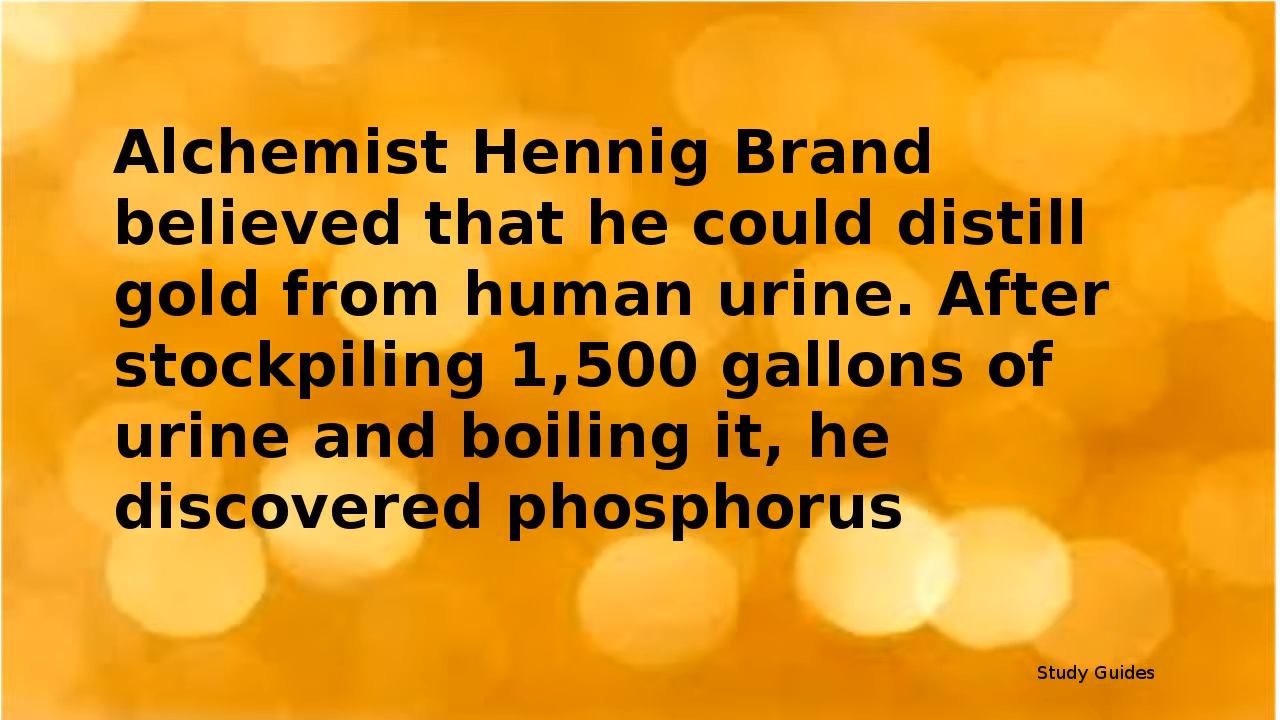 Alchemist Hennig Brand
believed that he could distill
gold from human urine. After
stockpiling 1,500 gallons of
urine and boiling it, he
discovered phosphorus
Study Guides